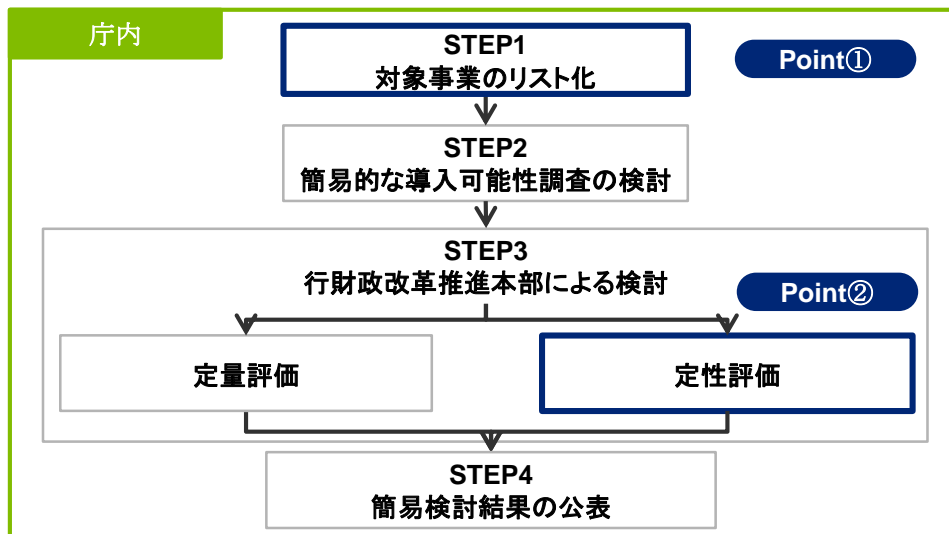 庁内
STEP1
対象事業のリスト化
Point①
STEP2
簡易的な導入可能性調査の検討
STEP3
行財政改革推進本部による検討
Point②
定量評価
定性評価
STEP4
簡易検討結果の公表